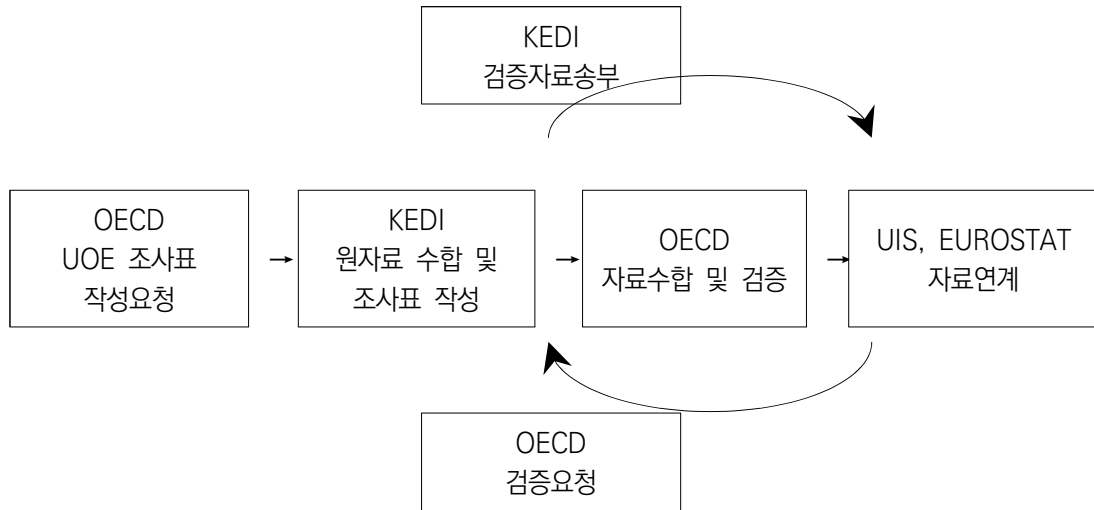 KEDI
검증자료송부
OECD
UOE 조사표
작성요청
KEDI
원자료 수합 및
조사표 작성
OECD
자료수합 및 검증
UIS, EUROSTAT
자료연계
OECD
검증요청